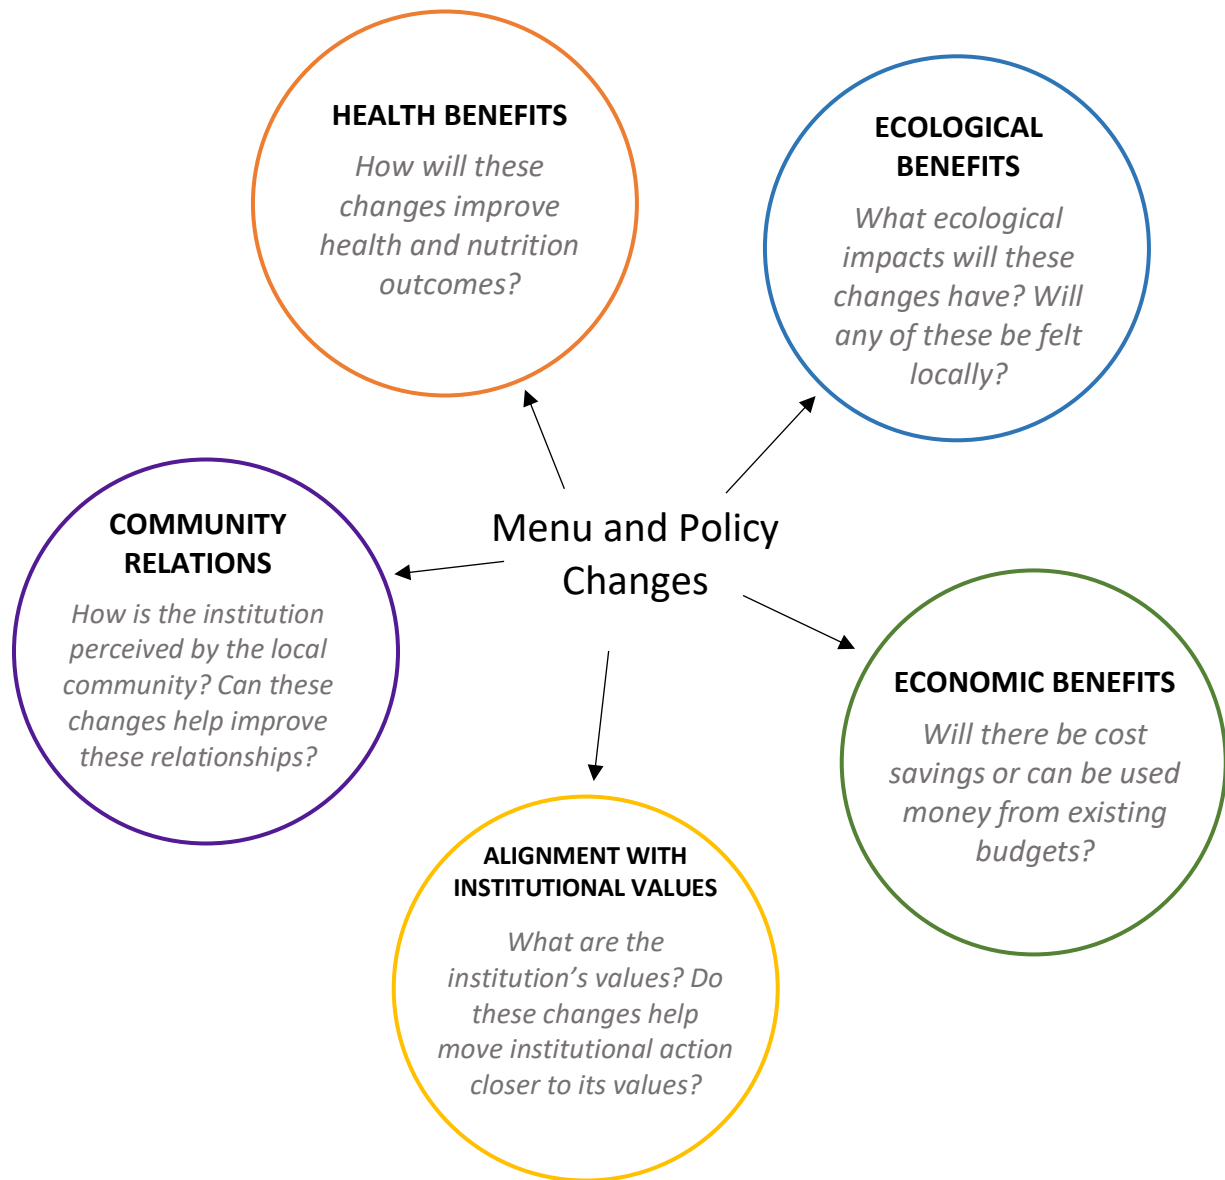 HEALTH BENEFITS
How will these
changes improve
health and nutrition
outcomes?
ECOLOGICAL
BENEFITS
What ecological
impacts will these
changes have? Will
any of these be felt
locally?
Menu and Policy
Changes
COMMUNITY
RELATIONS
How is the institution
perceived by the local
community? Can these
changes help improve
these relationships?
ECONOMIC BENEFITS
Will there be cost
savings or can be used
money from existing
budgets?
ALIGNMENT WITH
INSTITUTIONAL VALUES
What are the
institution’s values? Do
these changes help
move institutional action
closer to its values?